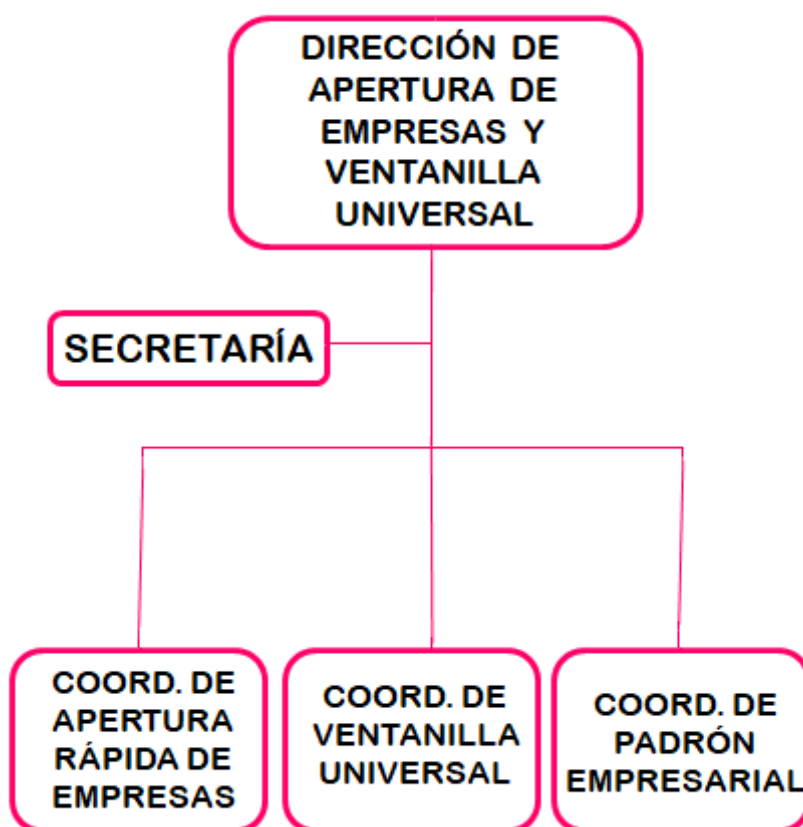 DIRECCIÓN DE
APERTURA DE
EMPRESAS Y
VENTANILLA
UNIVERSAL
SECRETARÍA
COORD. DE
APERTURA
RÁPIDA DE
EMPRESAS
COORD. DE
VENTANILLA
UNIVERSAL
COORD. DE
PADRÓN
EMPRESARIAL